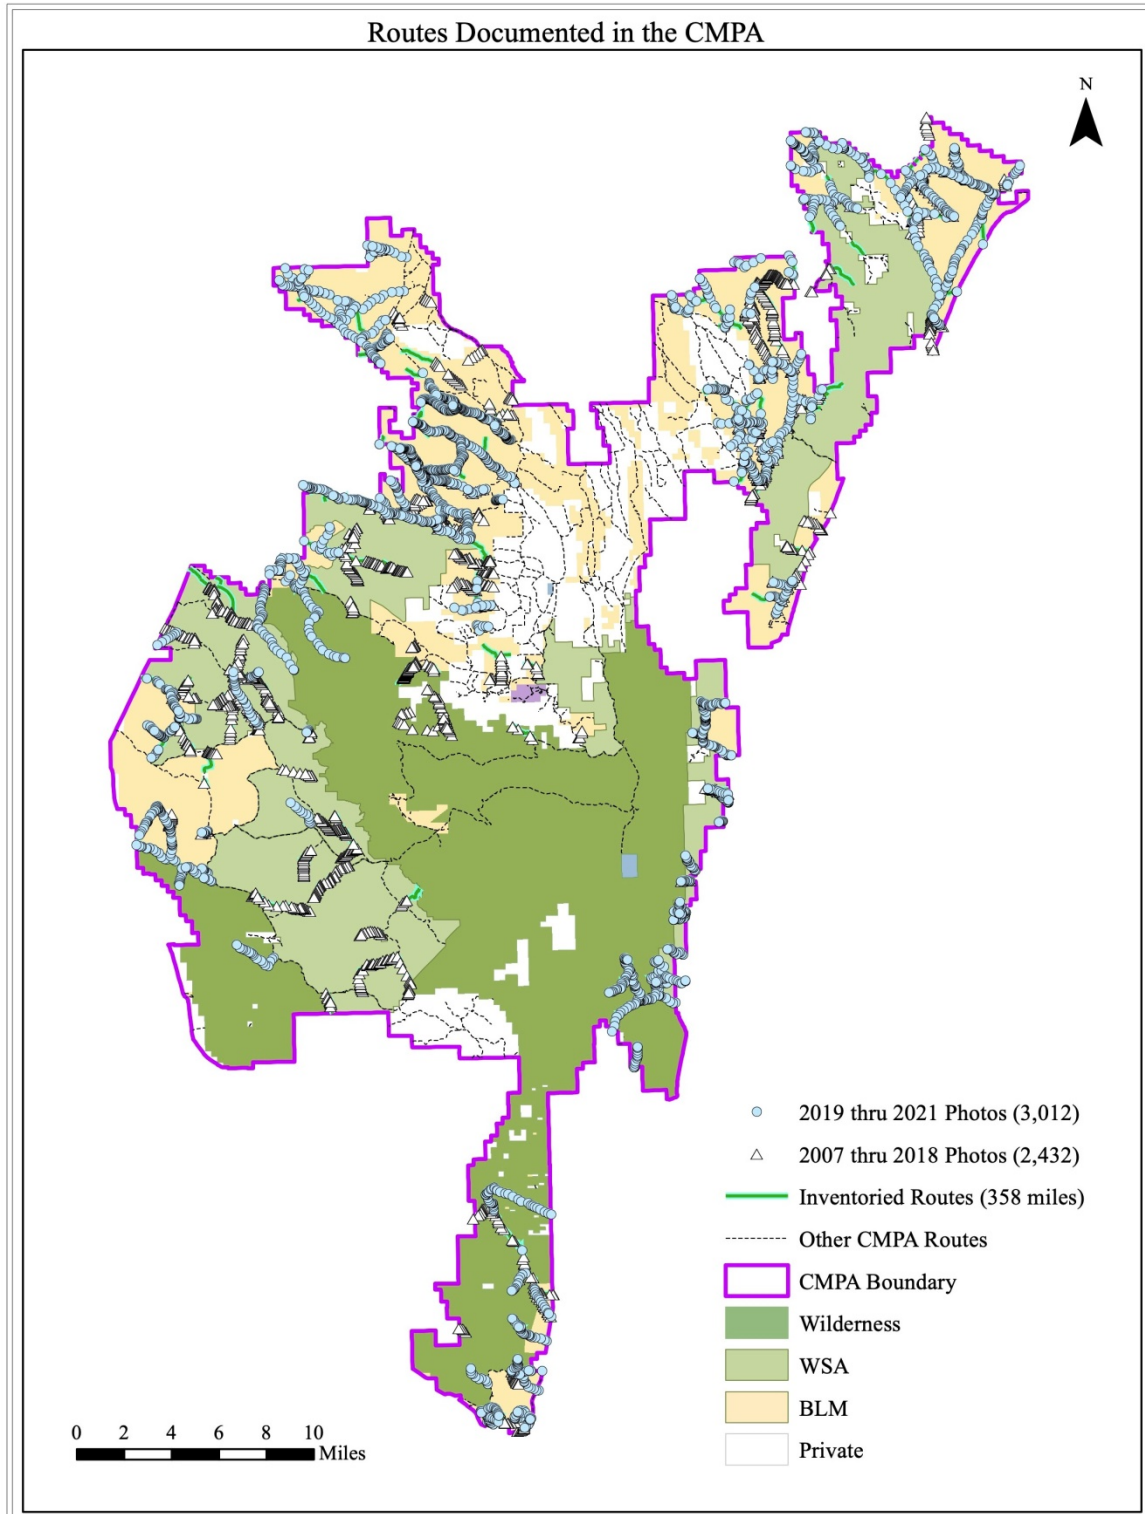 Routes Documented in the CMPA
N
2019 thru 2021 Photos (3,012)
2007 thru 2018 Photos (2,432)
Inventoried Routes (358 miles)
Other CMPA Routes
CMPA Boundary
Wilderness
WSA
BLM
Private
0 2 4 6 8 10
Miles